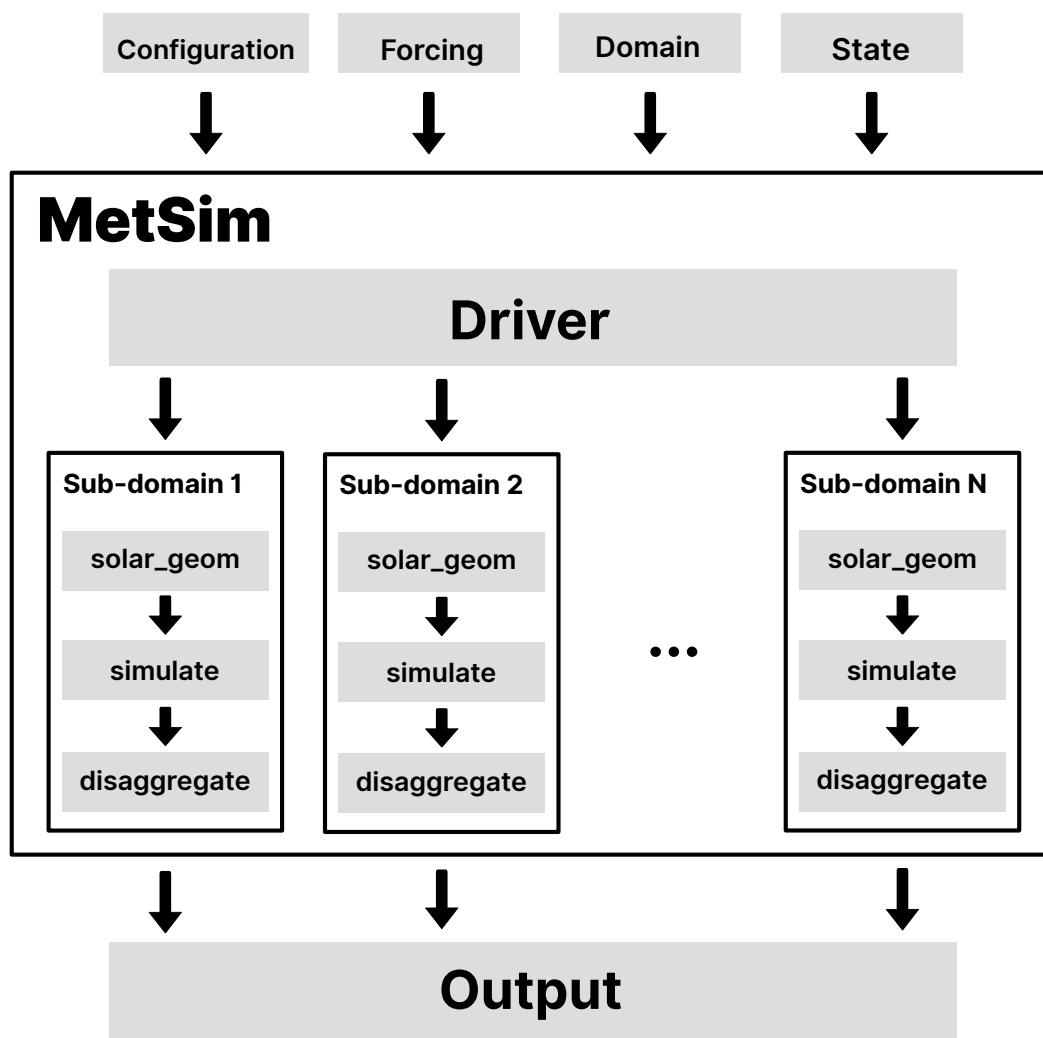 Configuration
Forcing
Domain
State
MetSim
Driver
Sub-domain 1
solar_geom
simulate
disaggregate
Sub-domain 2
solar_geom
simulate
disaggregate
...
Sub-domain N
solar_geom
simulate
disaggregate
Output